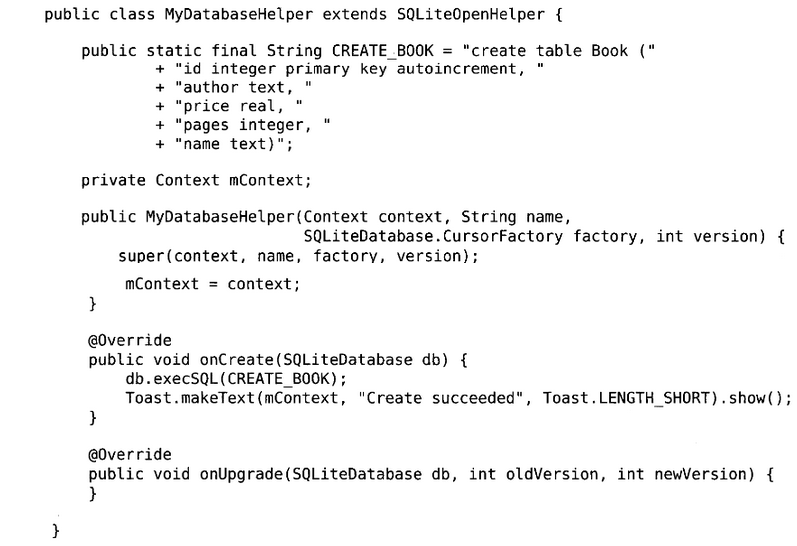 public class MyDatabaseHelper extends SQLiteOpenHelper {
public static final String CREATE_BOOK = "create table Book ("
+ "id integer primary key autoincrement, "
+ "author text, "
+ "price real, "
+ "pages integer, "
+ "name text)";
private Context mContext;
public MyDatabaseHelper(Context context, String name,
SQLiteDatabase.CursorFactory factory, int version) {
super(context, name, factory, version);
mContext = context;
}
@Override
public void onCreate(SQLiteDatabase db) {
db.execSQL(CREATE_BOOK);
Toast.makeText(mContext, "Create succeeded", Toast.LENGTH_SHORT).show();
}
@Override
public void onUpgrade(SQLiteDatabase db, int oldVersion, int newVersion) {
}
}